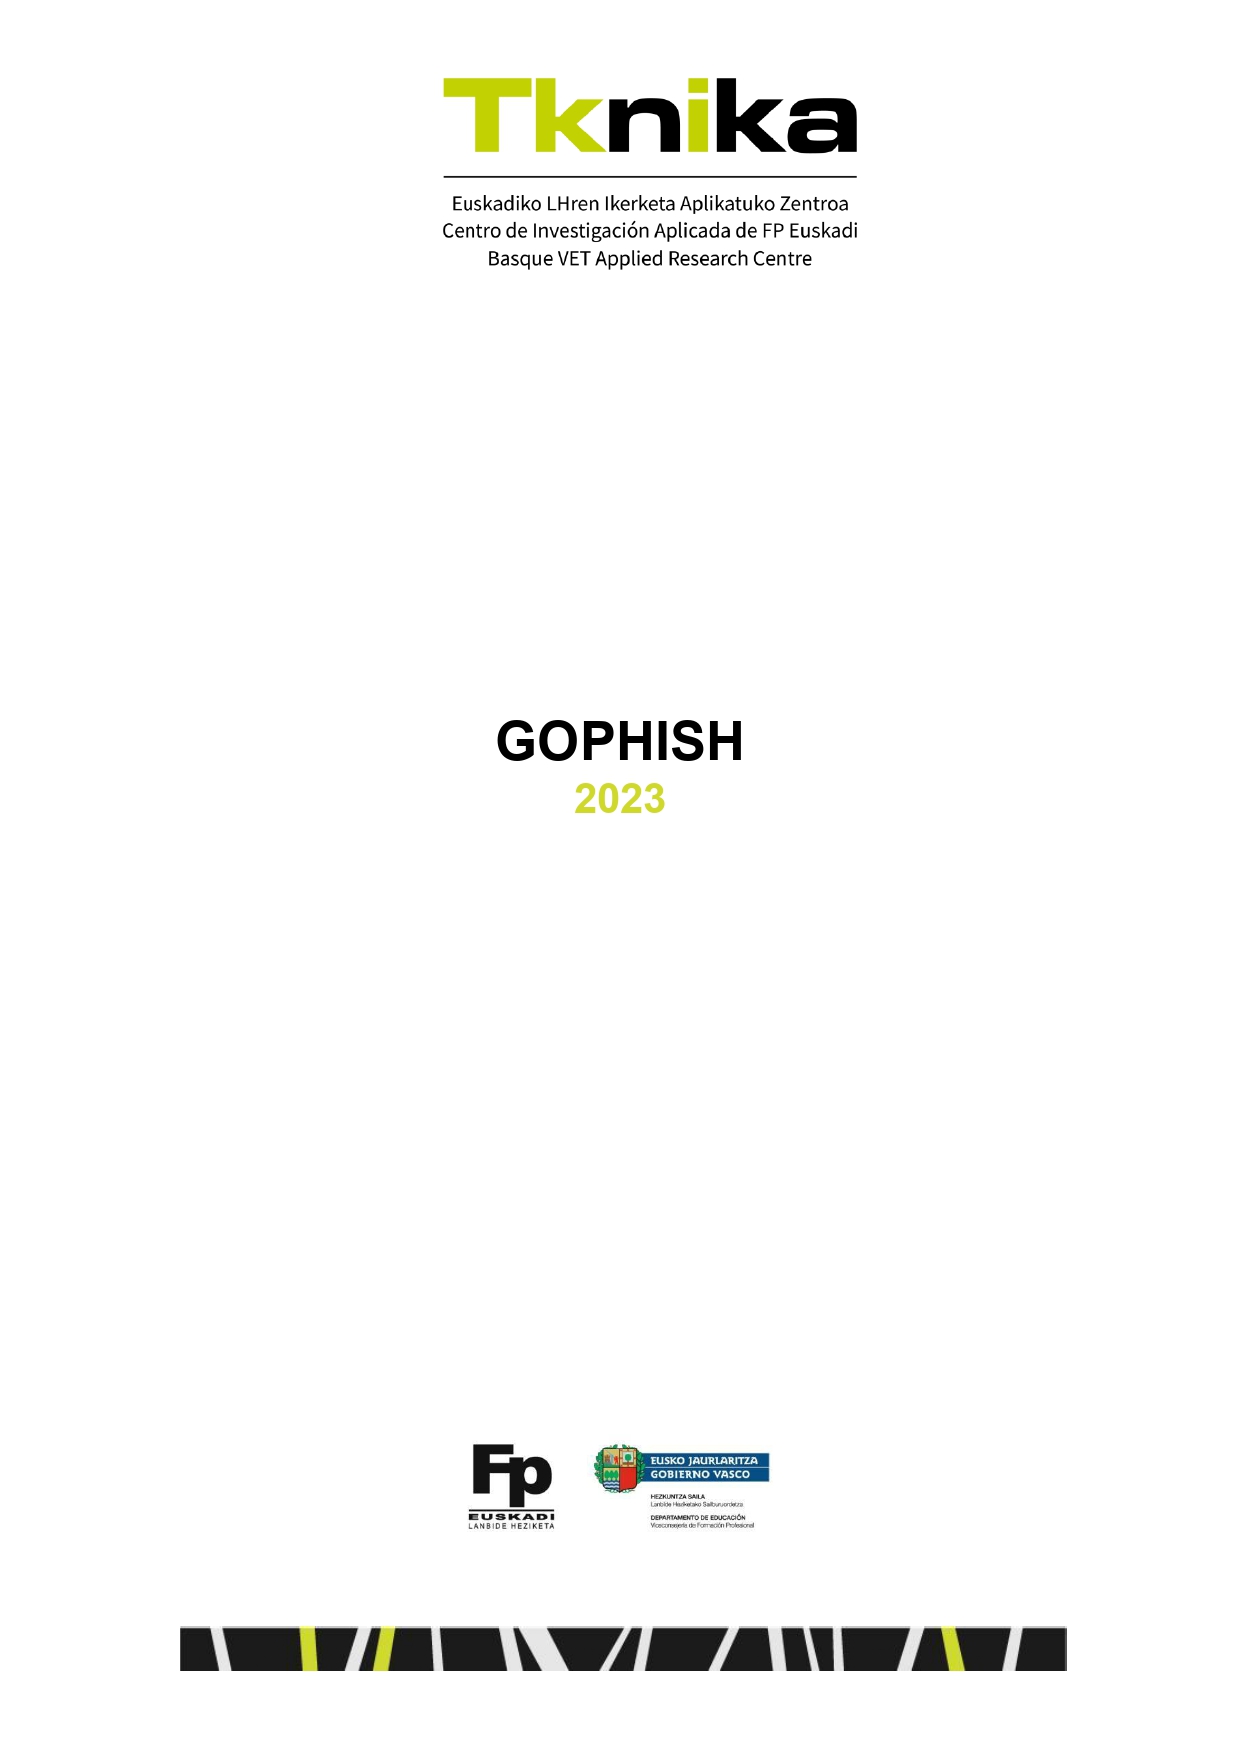 Tknika
Euskadiko LHren Ikerketa Aplikatuko Zentroa
Centro de Investigación Aplicada de FP Euskadi
Basque VET Applied Research Centre
GOPHISH
2023
Fp
EUSKADI
LANBIDE HEZIKETA
EUSKO JAURLARITZA
GOBIERNO VASCO
HEZKUNTZA SAILA
Lanbide Heziketako Sailburuordetza
DEPARTAMENTO DE EDUCACIÓN
Viceconsejería de Formación Profesional